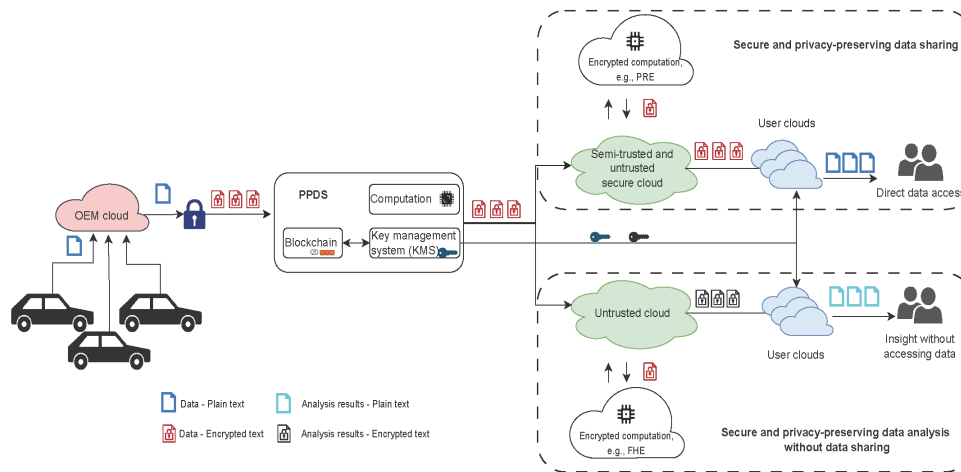 Secure and privacy-preserving data sharing
Encrypted computation,
e.g., PRE
User clouds
Semi-trusted and
untrusted
secure cloud
Direct data access
OEM cloud
PPDS
Computation
Blockchain
Key management
system (KMS)
Untrusted cloud
User clouds
Insight without
accessing data
Data - Plain text
Analysis results - Plain text
Data - Encrypted text
Analysis results - Encrypted text
Encrypted computation,
e.g., FHE
Secure and privacy-preserving data analysis
without data sharing